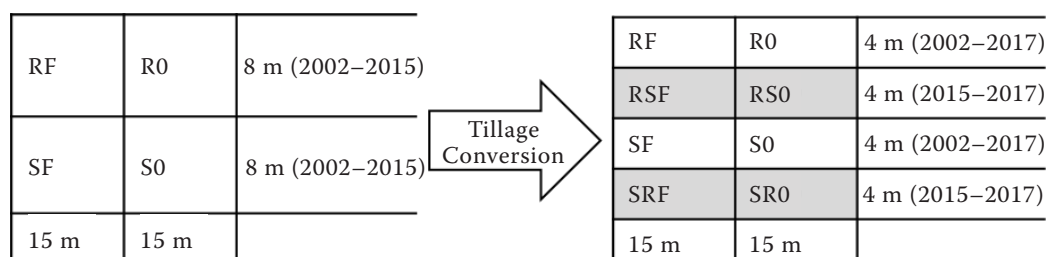 RF R0 8 m (2002–2015)
SF S0 8 m (2002–2015)
15 m 15 m
Tillage
Conversion
RF R0 4 m (2002–2017)
RSF RS0 4 m (2015–2017)
SF S0 4 m (2002–2017)
SRF SR0 4 m (2015–2017)
15 m 15 m